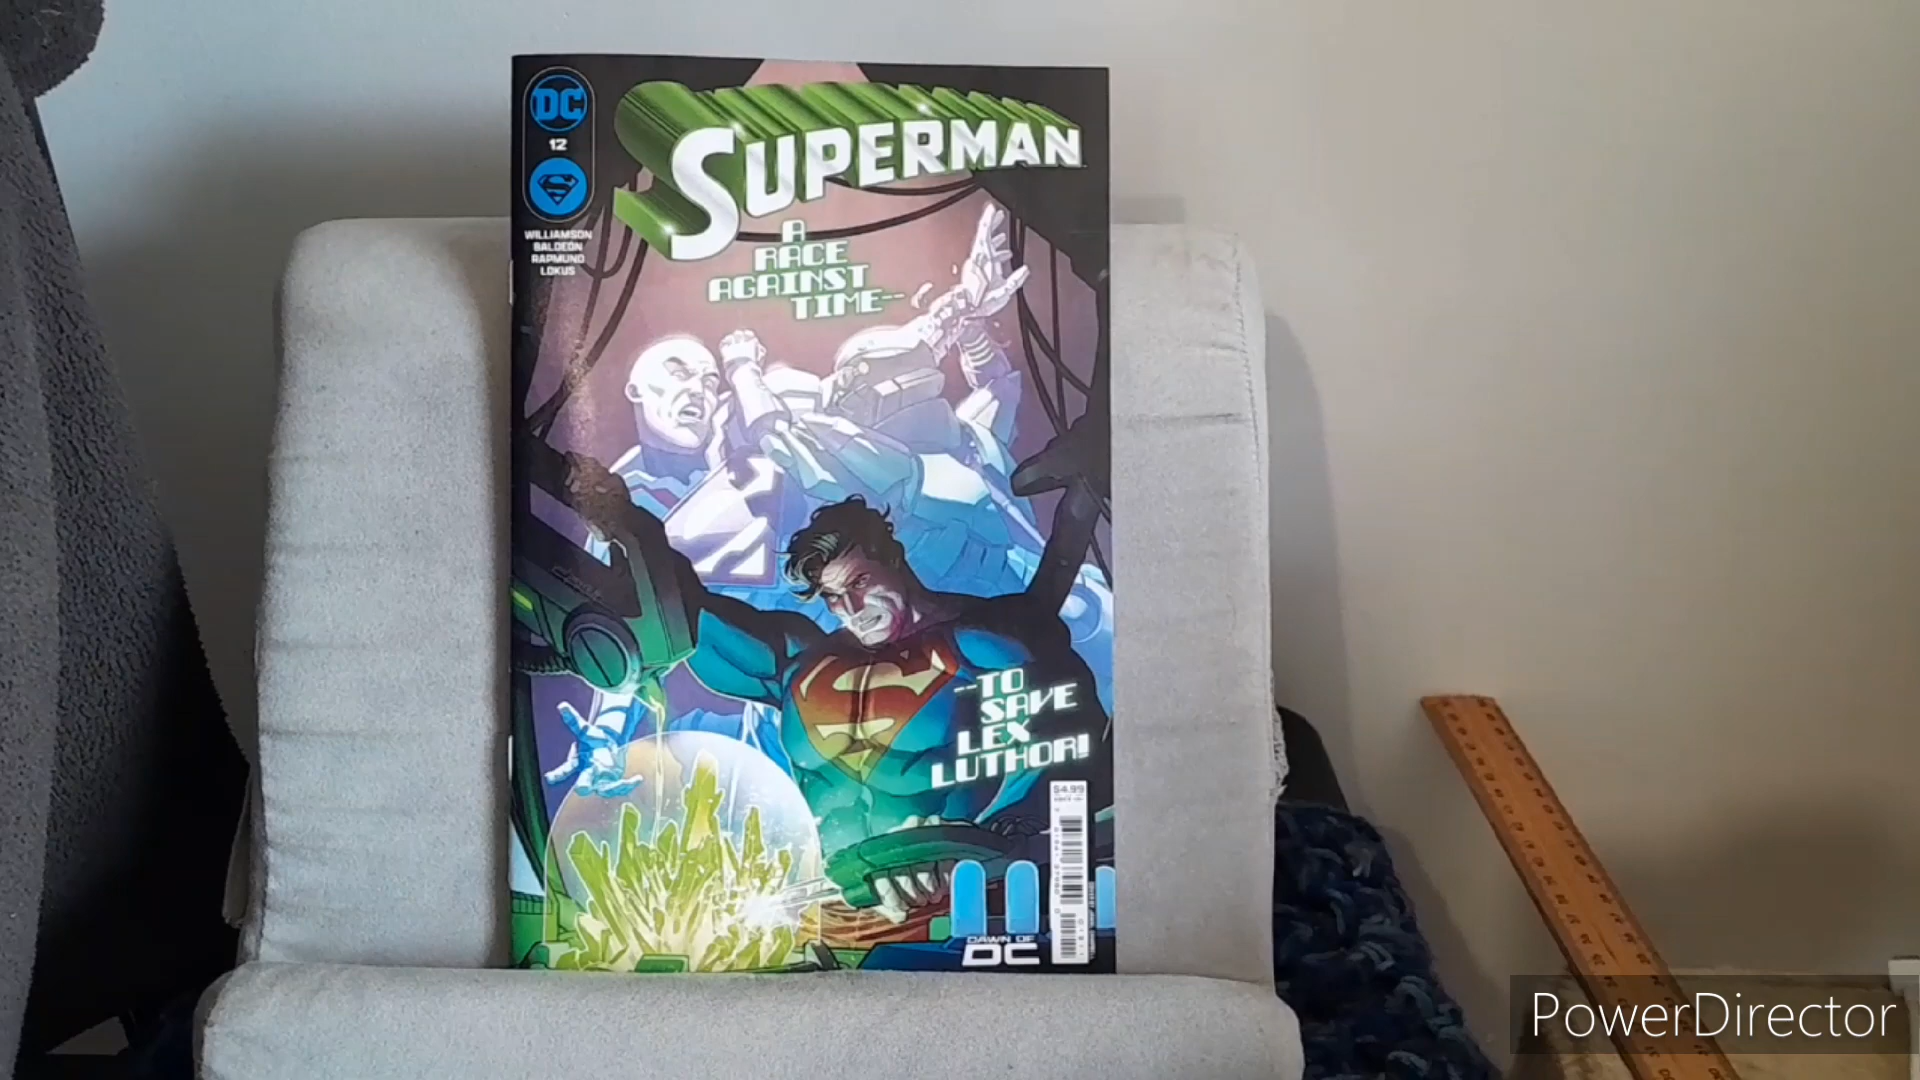 DC
12
WILLIAMSON
BALDEON
RAPMUND
LOKUS
SUPERMAN
A
RACE
AGAINST
TIME--
--TO
SAVE
LEX
LUTHOR!
$4.99
DAWN OF
DC
PowerDirector